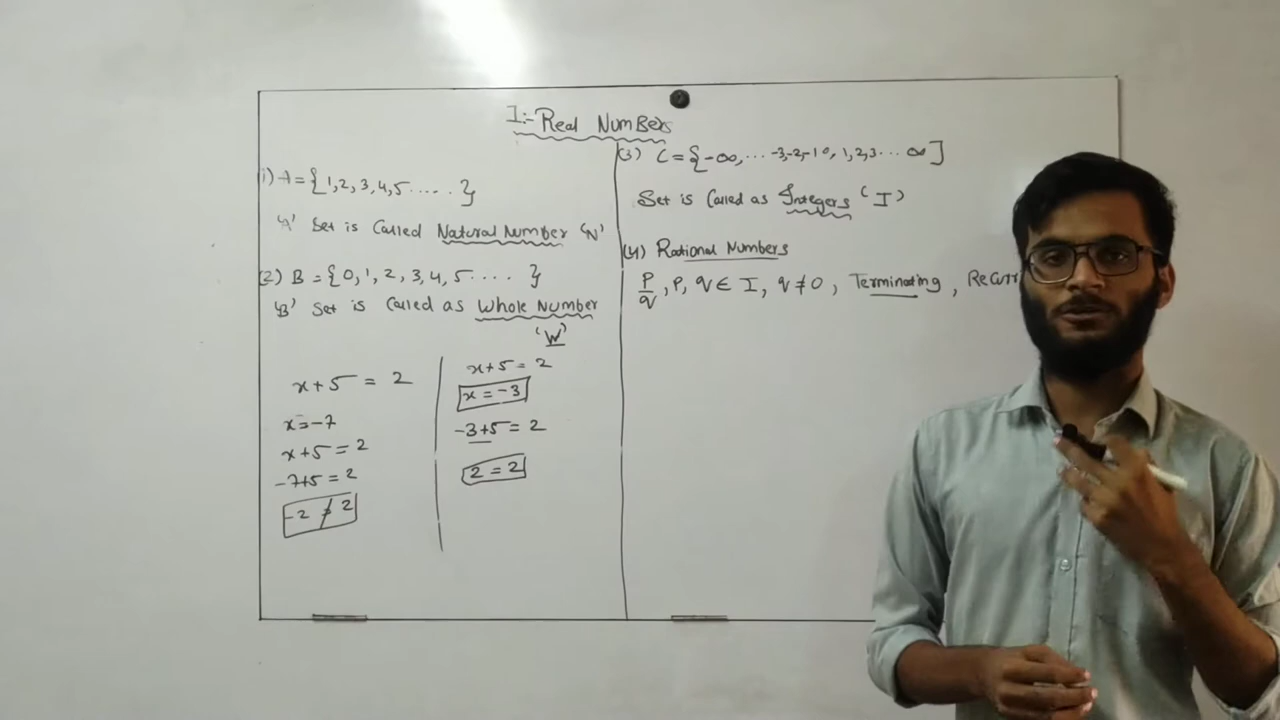 I:- Real Numbers
1) A = {1, 2, 3, 4, 5 ..... }
'A' Set is Called Natural Number 'N'
(2) B = {0, 1, 2, 3, 4, 5 .... }
'B' Set is Called as Whole Number
'W'
x+5 = 2
x=-7
x+5 = 2
-7+5 = 2
-2 ≠ 2
x+5 = 2
x = -3
-3+5 = 2
2 = 2
(3) C = {-∞, ... -3,-2,-1 0, 1, 2, 3 ... ∞ ]
Set is Called as Integers (I)
(4) Rational Numbers
P/q, P, q ∈ I, q ≠ 0, Terminating, Recurr